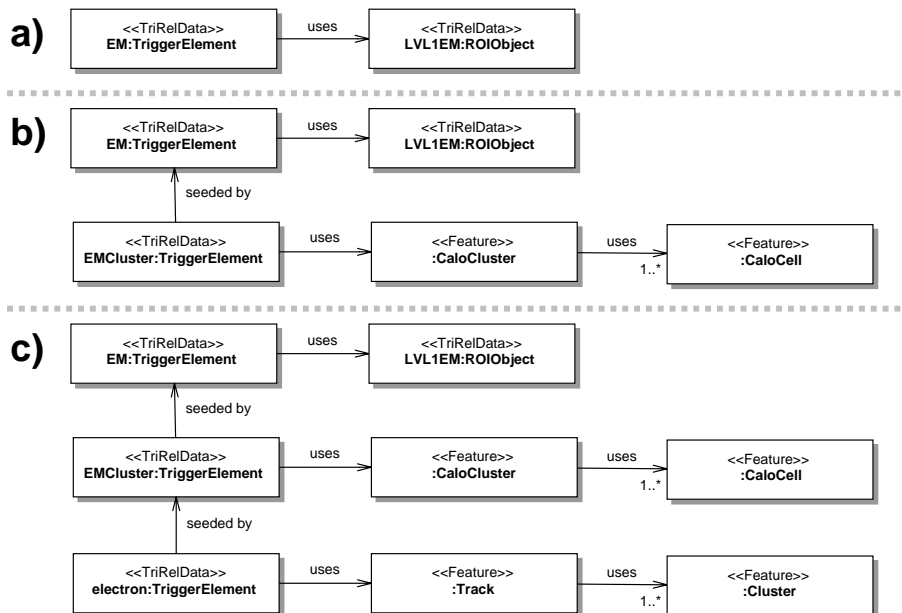 a)
<<TriRelData>>
EM:TriggerElement
uses
<<TriRelData>>
LVL1EM:ROIObject
b)
<<TriRelData>>
EM:TriggerElement
uses
<<TriRelData>>
LVL1EM:ROIObject
seeded by
<<TriRelData>>
EMCluster:TriggerElement
uses
<<Feature>>
:CaloCluster
uses
1..*
<<Feature>>
:CaloCell
c)
<<TriRelData>>
EM:TriggerElement
uses
<<TriRelData>>
LVL1EM:ROIObject
seeded by
<<TriRelData>>
EMCluster:TriggerElement
uses
<<Feature>>
:CaloCluster
uses
1..*
<<Feature>>
:CaloCell
seeded by
<<TriRelData>>
electron:TriggerElement
uses
<<Feature>>
:Track
uses
1..*
<<Feature>>
:Cluster